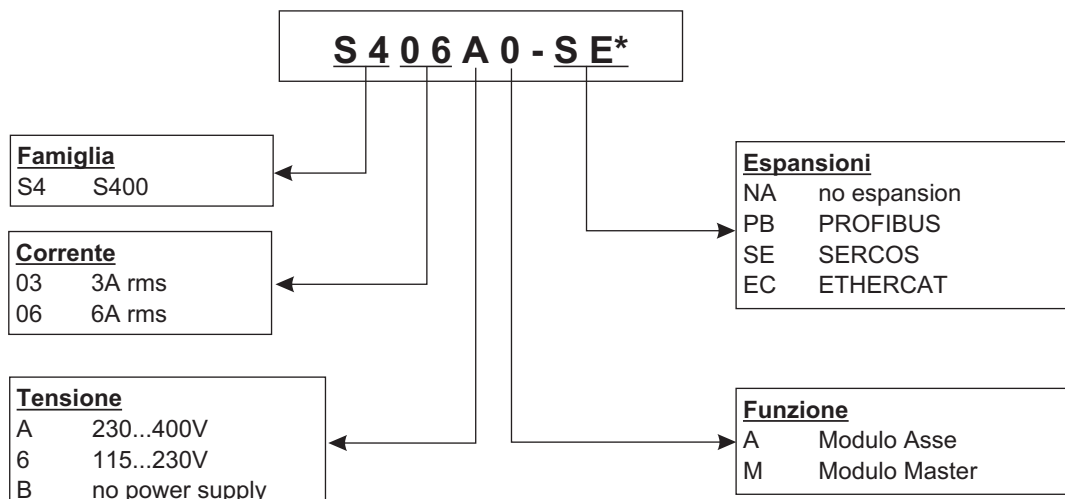 S406A0-SE*
Famiglia
S4 S400
Corrente
03 3A rms
06 6A rms
Tensione
A 230...400V
6 115...230V
B no power supply
Espansioni
NA no espansion
PB PROFIBUS
SE SERCOS
EC ETHERCAT
Funzione
A Modulo Asse
M Modulo Master